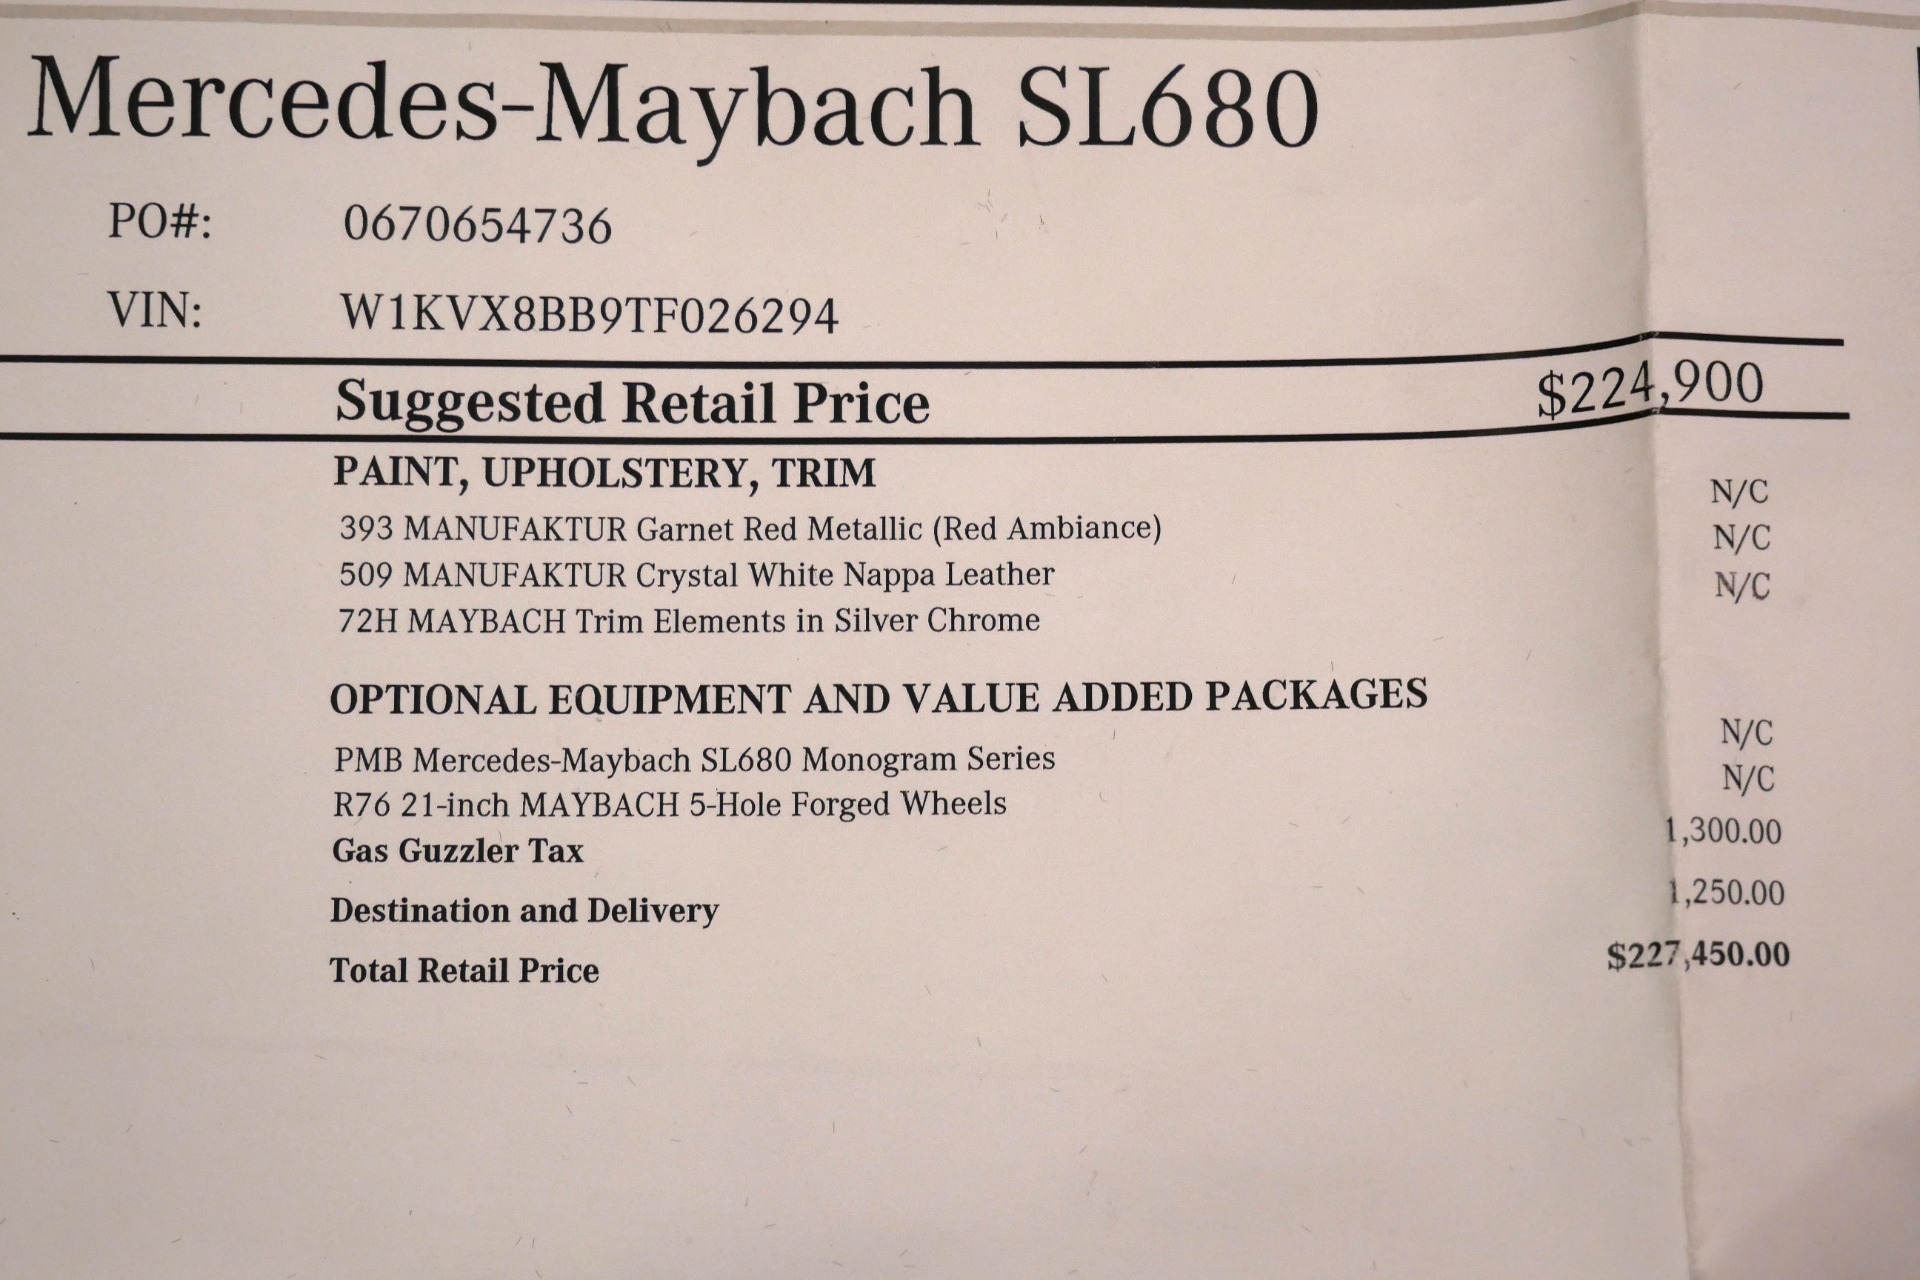 Mercedes-Maybach SL680
PO#: 0670654736
VIN: W1KVX8BB9TF026294
Suggested Retail Price $224,900
PAINT, UPHOLSTERY, TRIM
393 MANUFAKTUR Garnet Red Metallic (Red Ambiance) N/C
509 MANUFAKTUR Crystal White Nappa Leather N/C
72H MAYBACH Trim Elements in Silver Chrome N/C
OPTIONAL EQUIPMENT AND VALUE ADDED PACKAGES
PMB Mercedes-Maybach SL680 Monogram Series N/C
R76 21-inch MAYBACH 5-Hole Forged Wheels N/C
Gas Guzzler Tax 1,300.00
Destination and Delivery 1,250.00
Total Retail Price $227,450.00